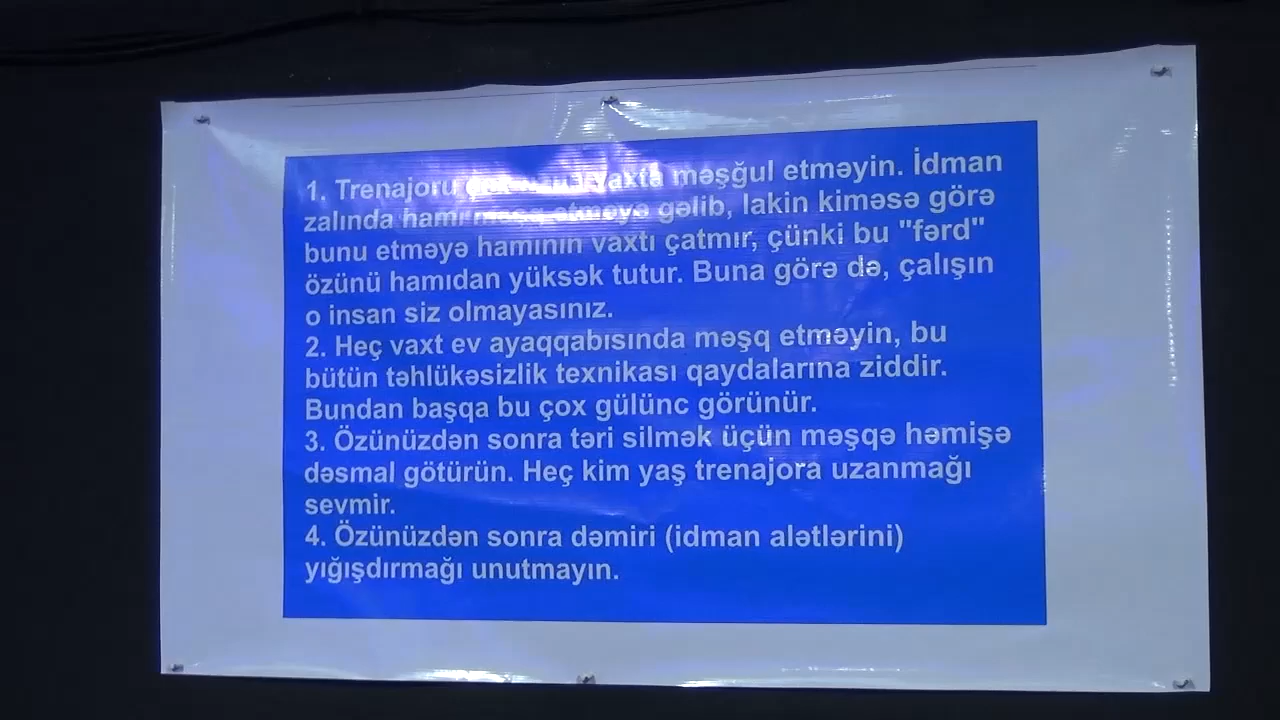 1. Trenajoru vaxta məşğul etməyin. İdman
zalında hamı məşq etməyə gəlib, lakin kiməsə görə
bunu etməyə hamının vaxtı çatmır, çünki bu "fərd"
özünü hamıdan yüksək tutur. Buna görə də, çalışın
o insan siz olmayasınız.
2. Heç vaxt ev ayaqqabısında məşq etməyin, bu
bütün təhlükəsizlik texnikası qaydalarına ziddir.
Bundan başqa bu çox gülünc görünür.
3. Özünüzdən sonra təri silmək üçün məşqə həmişə
dəsmal götürün. Heç kim yaş trenajora uzanmağı
sevmir.
4. Özünüzdən sonra dəmiri (idman alətlərini)
yığışdırmağı unutmayın.